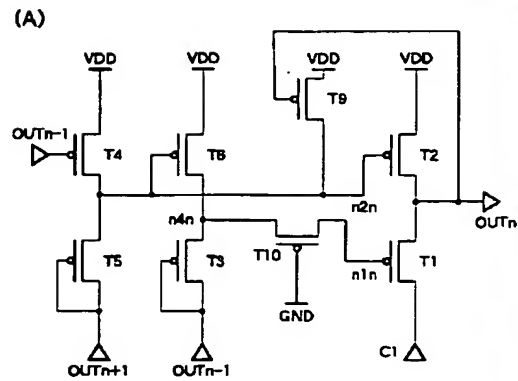 (A)
VDD VDD VDD VDD
T9
OUTn-1 T4 T6 T2
n2n OUTn
n4n
T5 T3 T10 n1n T1
GND
C1
OUTn+1 OUTn-1